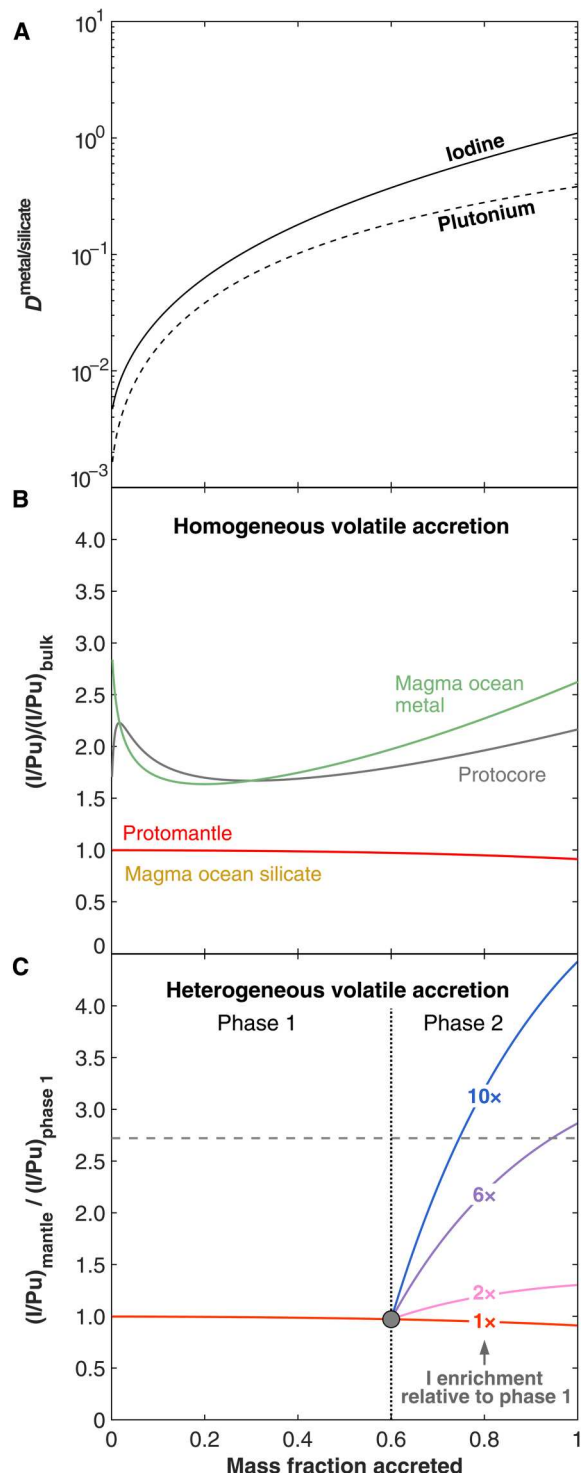 A
10^1
10^0
10^−1
10^−2
10^−3
D^metal/silicate
Iodine
Plutonium
B
Homogeneous volatile accretion
4.0
3.5
3.0
2.5
2.0
1.5
1.0
0.5
0
(I/Pu)/(I/Pu)_bulk
Magma ocean
metal
Protocore
Protomantle
Magma ocean silicate
C
Heterogeneous volatile accretion
Phase 1
Phase 2
4.0
3.5
3.0
2.5
2.0
1.5
1.0
0.5
0
(I/Pu)_mantle / (I/Pu)_phase 1
10×
6×
2×
1×
I enrichment
relative to phase 1
0
0.2
0.4
0.6
0.8
1
Mass fraction accreted